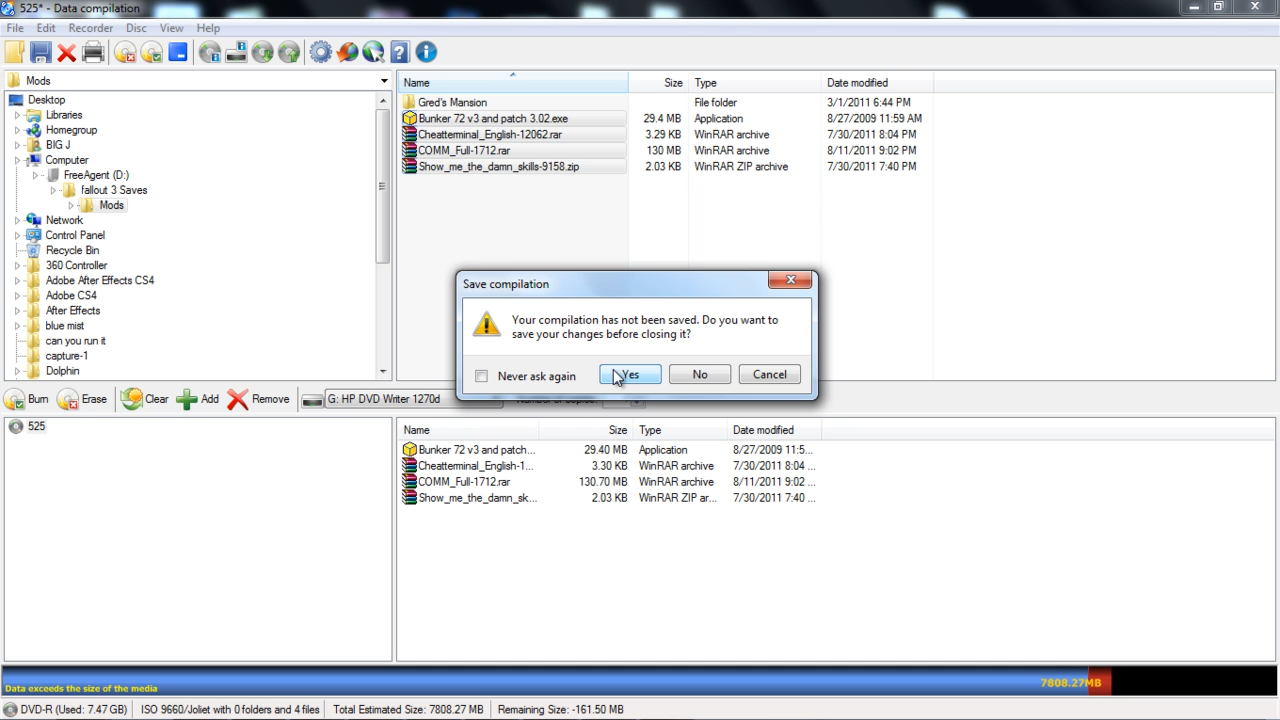 525* - Data compilation
File Edit Recorder Disc View Help
Mods
Desktop
Libraries
Homegroup
BIG J
Computer
FreeAgent (D:)
fallout 3 Saves
Mods
Network
Control Panel
Recycle Bin
360 Controller
Adobe After Effects CS4
Adobe CS4
After Effects
blue mist
can you run it
capture-1
Dolphin
Name Size Type Date modified
Gred's Mansion File folder 3/1/2011 6:44 PM
Bunker 72 v3 and patch 3.02.exe 29.4 MB Application 8/27/2009 11:59 AM
Cheatterminal_English-12062.rar 3.29 KB WinRAR archive 7/30/2011 8:04 PM
COMM_Full-1712.rar 130 MB WinRAR archive 8/11/2011 9:02 PM
Show_me_the_damn_skills-9158.zip 2.03 KB WinRAR ZIP archive 7/30/2011 7:40 PM
Save compilation
Your compilation has not been saved. Do you want to
save your changes before closing it?
Never ask again Yes No Cancel
Burn Erase Clear Add Remove G: HP DVD Writer 1270d
525
Name Size Type Date modified
Bunker 72 v3 and patch... 29.40 MB Application 8/27/2009 11:5...
Cheatterminal_English-1... 3.30 KB WinRAR archive 7/30/2011 8:04 ...
COMM_Full-1712.rar 130.70 MB WinRAR archive 8/11/2011 9:02 ...
Show_me_the_damn_sk... 2.03 KB WinRAR ZIP ar... 7/30/2011 7:40 ...
7808.27MB
Data exceeds the size of the media
DVD-R (Used: 7.47 GB) ISO 9660/Joliet with 0 folders and 4 files Total Estimated Size: 7808.27 MB Remaining Size: -161.50 MB